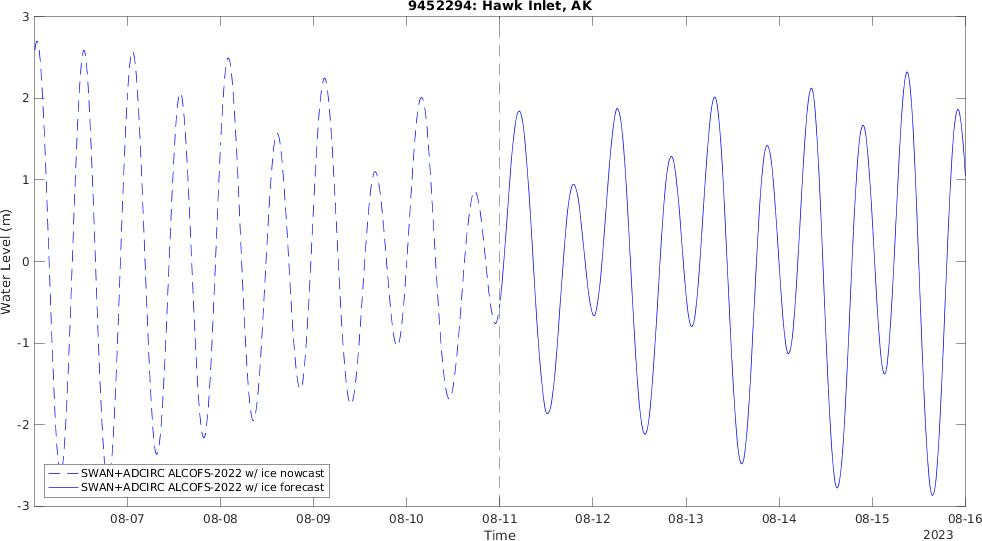 9452294: Hawk Inlet, AK
3
2
1
0
-1
-2
-3
Water Level (m)
SWAN+ADCIRC ALCOFS-2022 w/ ice nowcast
SWAN+ADCIRC ALCOFS-2022 w/ ice forecast
08-07 08-08 08-09 08-10 08-11 08-12 08-13 08-14 08-15 08-16
Time
2023